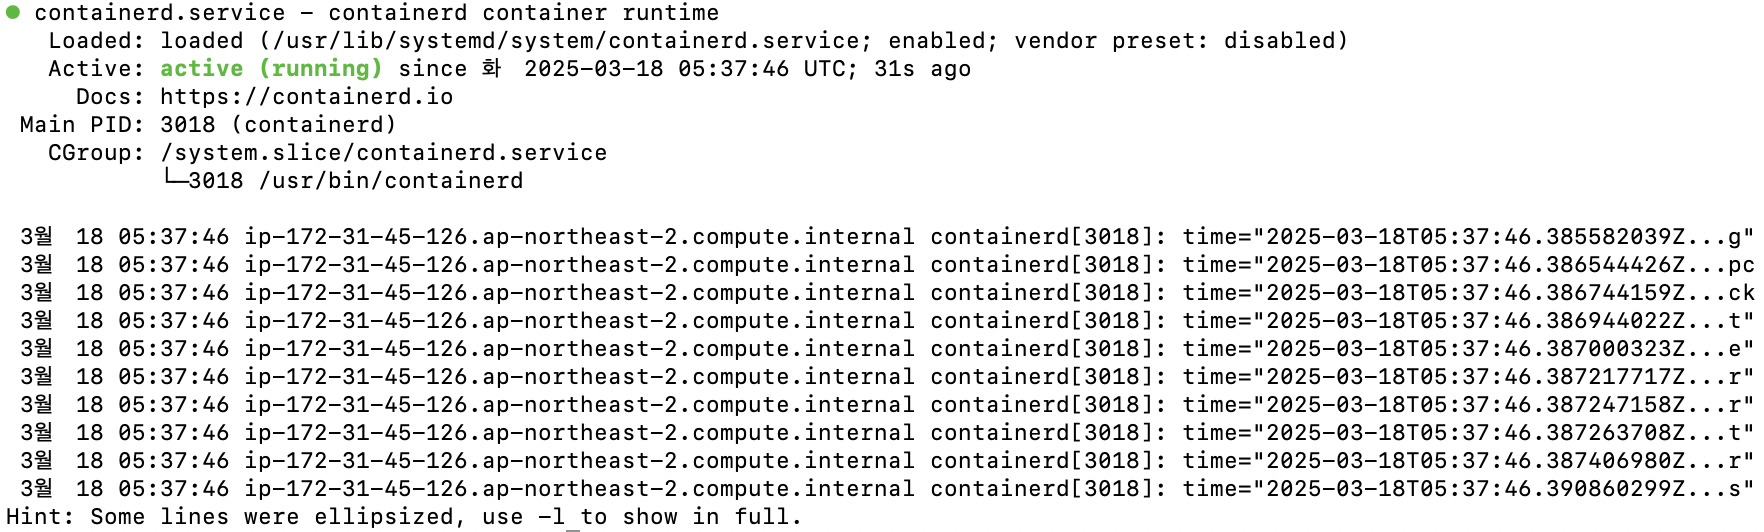 ● containerd.service - containerd container runtime
   Loaded: loaded (/usr/lib/systemd/system/containerd.service; enabled; vendor preset: disabled)
   Active: active (running) since 화 2025-03-18 05:37:46 UTC; 31s ago
     Docs: https://containerd.io
 Main PID: 3018 (containerd)
   CGroup: /system.slice/containerd.service
           └─3018 /usr/bin/containerd

 3월 18 05:37:46 ip-172-31-45-126.ap-northeast-2.compute.internal containerd[3018]: time="2025-03-18T05:37:46.385582039Z...g"
 3월 18 05:37:46 ip-172-31-45-126.ap-northeast-2.compute.internal containerd[3018]: time="2025-03-18T05:37:46.386544426Z...pc
 3월 18 05:37:46 ip-172-31-45-126.ap-northeast-2.compute.internal containerd[3018]: time="2025-03-18T05:37:46.386744159Z...ck
 3월 18 05:37:46 ip-172-31-45-126.ap-northeast-2.compute.internal containerd[3018]: time="2025-03-18T05:37:46.386944022Z...t"
 3월 18 05:37:46 ip-172-31-45-126.ap-northeast-2.compute.internal containerd[3018]: time="2025-03-18T05:37:46.387000323Z...e"
 3월 18 05:37:46 ip-172-31-45-126.ap-northeast-2.compute.internal containerd[3018]: time="2025-03-18T05:37:46.387217717Z...r"
 3월 18 05:37:46 ip-172-31-45-126.ap-northeast-2.compute.internal containerd[3018]: time="2025-03-18T05:37:46.387247158Z...r"
 3월 18 05:37:46 ip-172-31-45-126.ap-northeast-2.compute.internal containerd[3018]: time="2025-03-18T05:37:46.387263708Z...t"
 3월 18 05:37:46 ip-172-31-45-126.ap-northeast-2.compute.internal containerd[3018]: time="2025-03-18T05:37:46.387406980Z...r"
 3월 18 05:37:46 ip-172-31-45-126.ap-northeast-2.compute.internal containerd[3018]: time="2025-03-18T05:37:46.390860299Z...s"
Hint: Some lines were ellipsized, use -l to show in full.